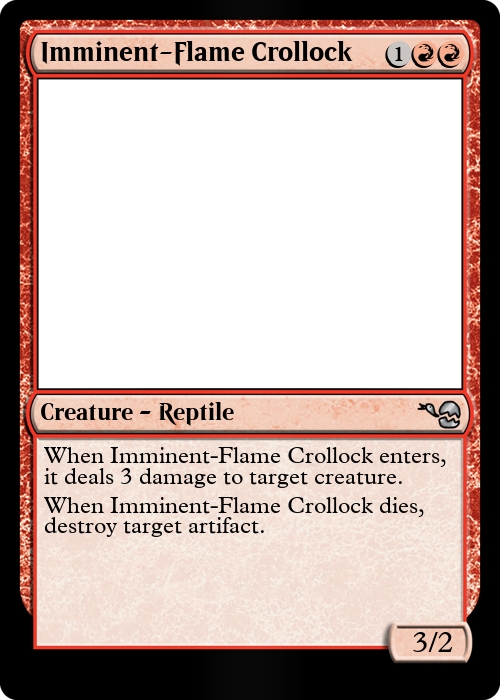 Imminent-Flame Crollock 1
Creature – Reptile
When Imminent-Flame Crollock enters,
it deals 3 damage to target creature.
When Imminent-Flame Crollock dies,
destroy target artifact.
3/2